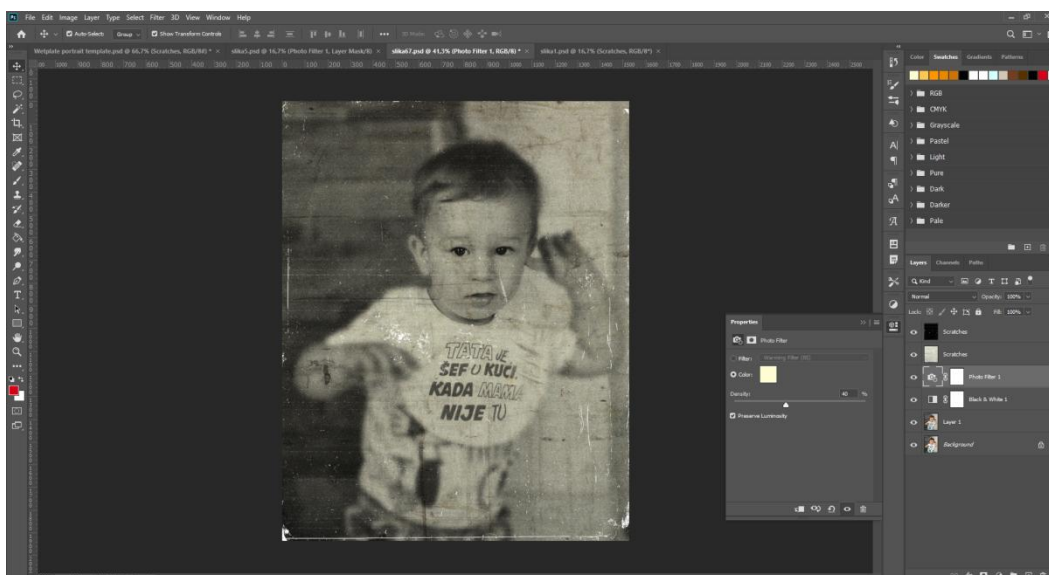 File Edit Image Layer Type Select Filter 3D View Window Help
Auto-Select: Group Show Transform Controls 3D Mode:
Wetplate portrait template.psd @ 66,7% (Scratches, RGB/8#) * × slika5.psd @ 16,7% (Photo Filter 1, Layer Mask/8) × slika67.psd @ 41,5% (Photo Filter 1, RGB/8) * × slika1.psd @ 16,7% (Scratches, RGB/8*) ×
Color Swatches Gradients Patterns
RGB
CMYK
Grayscale
Pastel
Light
Pure
Dark
Darker
Pale
Layers Channels Paths
Kind
Normal Opacity: 100%
Lock: Fill: 100%
Scratches
Scratches
Photo Filter 1
Black & White 1
Layer 1
Background
Properties
Photo Filter
Filter: Warming Filter (85)
Color:
Density: 40 %
Preserve Luminosity
TATA JE
ŠEF U KUĆI,
KADA MAMA
NIJE TU